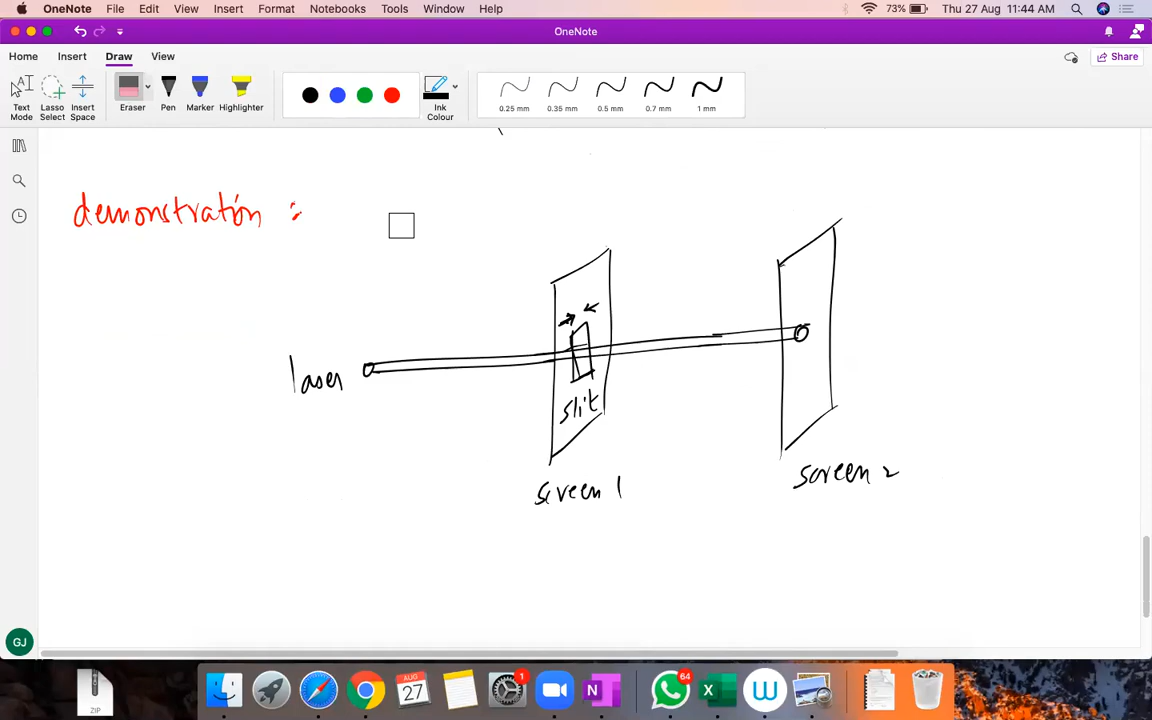 OneNote File Edit View Insert Format Notebooks Tools Window Help 73% Thu 27 Aug 11:44 AM
OneNote
Home Insert Draw View Share
Text Mode Lasso Select Insert Space Eraser Pen Marker Highlighter Ink Colour 0.25 mm 0.35 mm 0.5 mm 0.7 mm 1 mm
demonstration :
laser
slit
screen 1
screen 2
GJ
ZIP
AUG 27
1
64